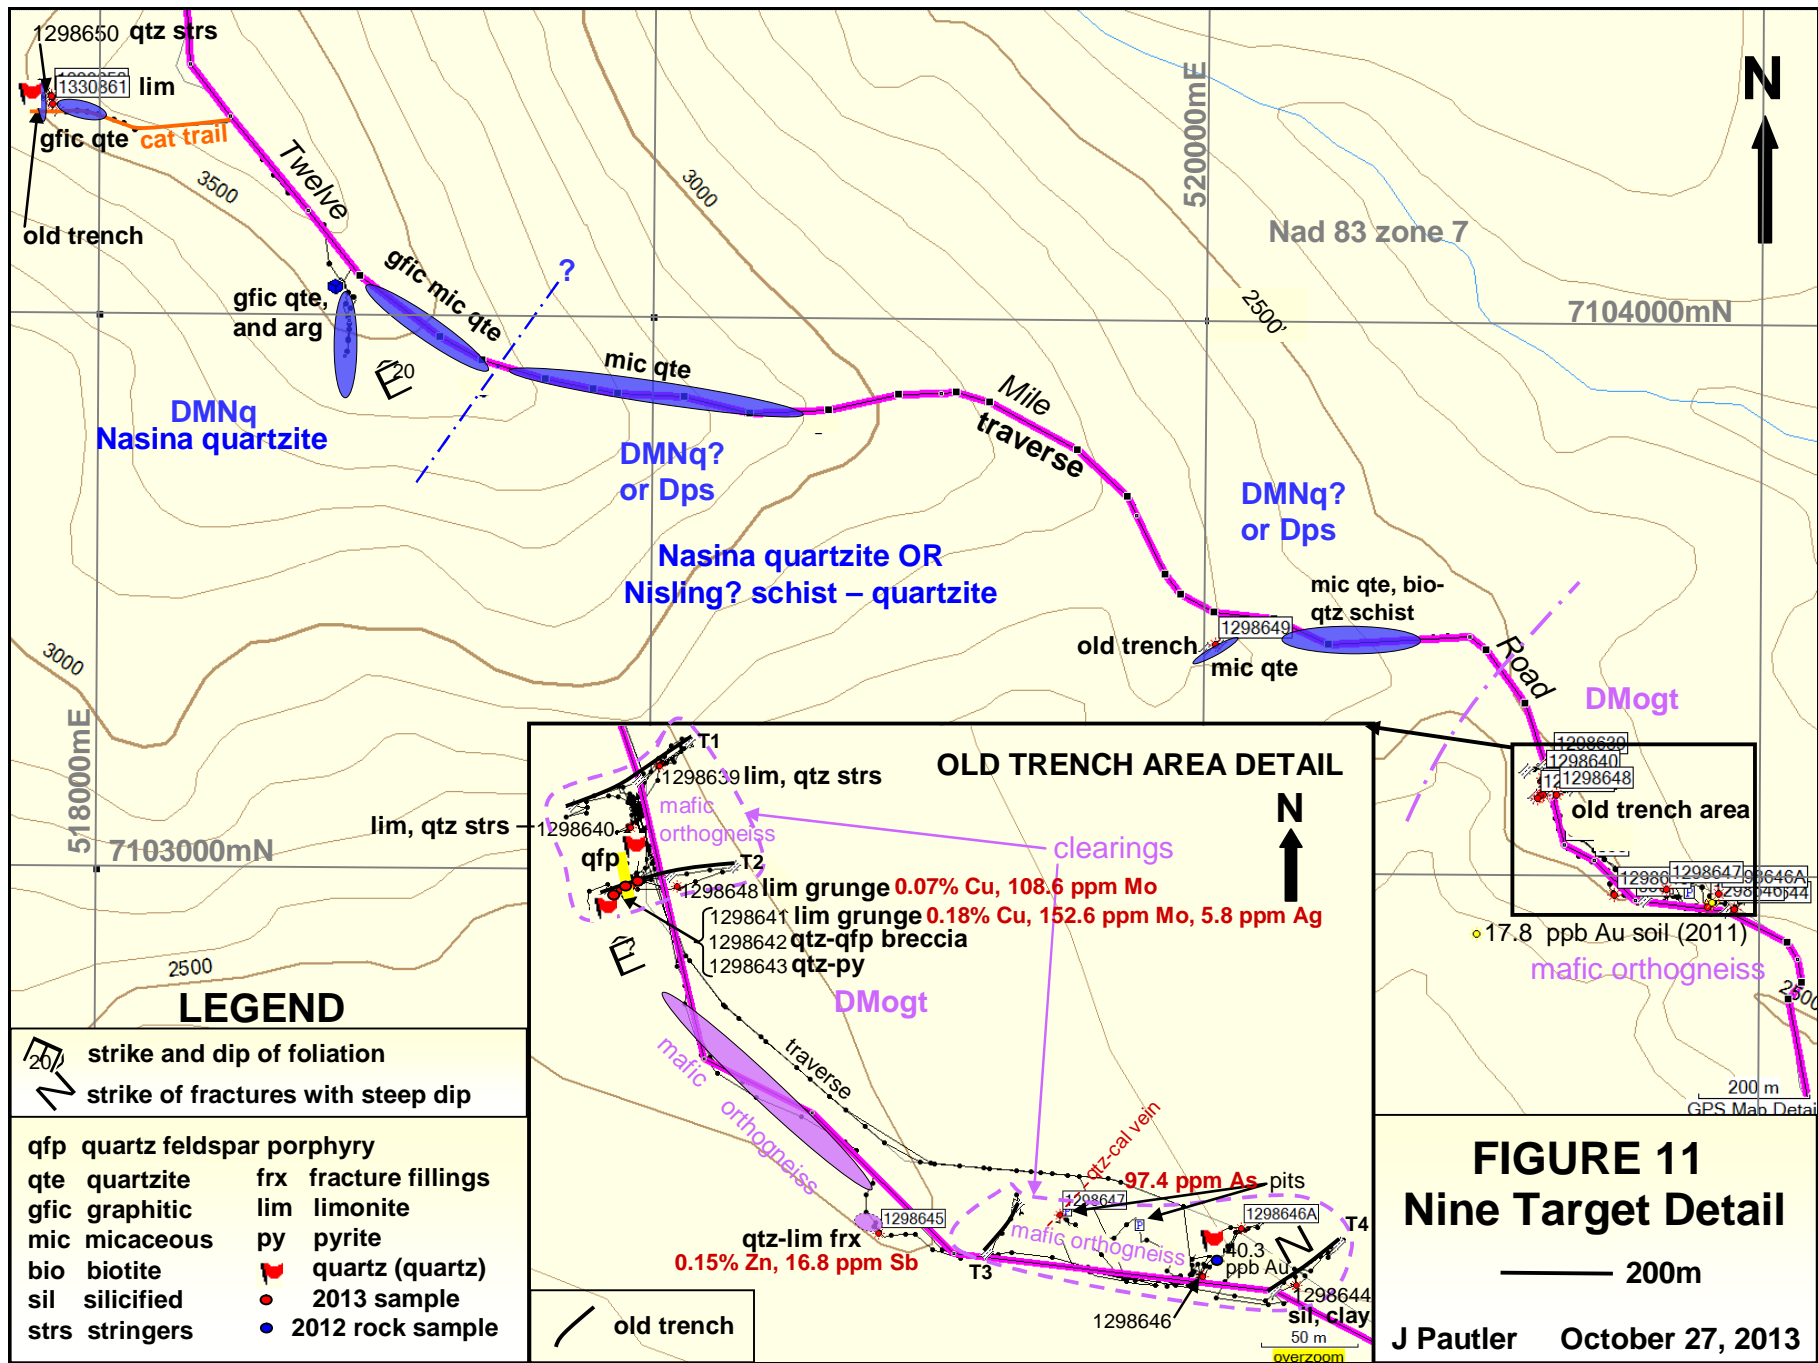 1298650 qtz strs
1330861 lim
gfic qte
cat trail
old trench
3500
Twelve
3000
520000mE
N
Nad 83 zone 7
2500'
7104000mN
gfic qte,
and arg
gfic mic qte
?
20
mic qte
DMNq
Nasina quartzite
DMNq?
or Dps
Mile
traverse
DMNq?
or Dps
Nasina quartzite OR
Nisling? schist – quartzite
mic qte, bio-
qtz schist
1298649
old trench
mic qte
Road
DMogt
3000
518000mE
7103000mN
2500
1298639
1298640
1298648
old trench area
1298647
17.8 ppb Au soil (2011)
mafic orthogneiss
2500
200 m
GPS Map Detai
OLD TRENCH AREA DETAIL
N
T1
1298639 lim, qtz strs
mafic
orthogneiss
lim, qtz strs
1298640
qfp
T2
clearings
1298648 lim grunge 0.07% Cu, 108.6 ppm Mo
1298641 lim grunge 0.18% Cu, 152.6 ppm Mo, 5.8 ppm Ag
1298642 qtz-qfp breccia
1298643 qtz-py
DMogt
mafic
orthogneiss
traverse
qtz-cal vein
97.4 ppm As
pits
1298647
P
1298645
1298646A
T4
qtz-lim frx
0.15% Zn, 16.8 ppm Sb
T3
mafic orthogneiss
40.3
ppb Au
1298646
1298644
sil, clay
50 m
overzoom
old trench
LEGEND
20 strike and dip of foliation
strike of fractures with steep dip
qfp quartz feldspar porphyry
qte quartzite
frx fracture fillings
gfic graphitic
lim limonite
mic micaceous
py pyrite
bio biotite
quartz (quartz)
sil silicified
2013 sample
strs stringers
2012 rock sample
FIGURE 11
Nine Target Detail
200m
J Pautler October 27, 2013